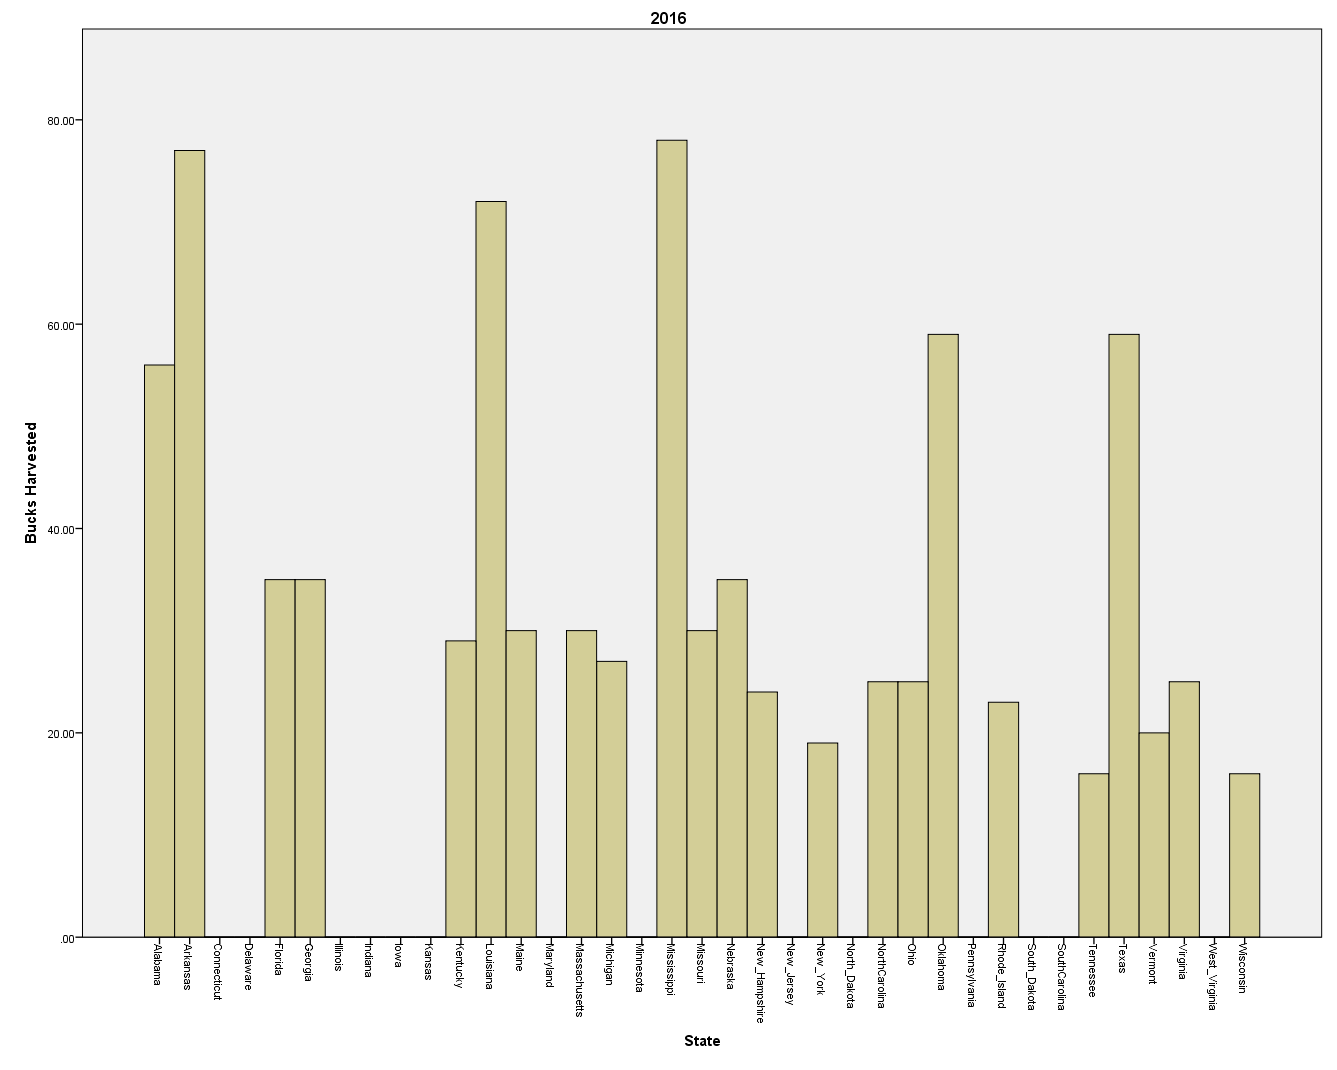 2016
80.00
60.00
40.00
20.00
.00
Bucks Harvested
Alabama
Arkansas
Connecticut
Delaware
Florida
Georgia
Illinois
Indiana
Iowa
Kansas
Kentucky
Louisiana
Maine
Maryland
Massachusetts
Michigan
Minnesota
Mississippi
Missouri
Nebraska
New_Hampshire
New_Jersey
New_York
North_Dakota
NorthCarolina
Ohio
Oklahoma
Pennsylvania
Rhode_Island
South_Dakota
SouthCarolina
Tennessee
Texas
Vermont
Virginia
West_Virginia
Wisconsin
State